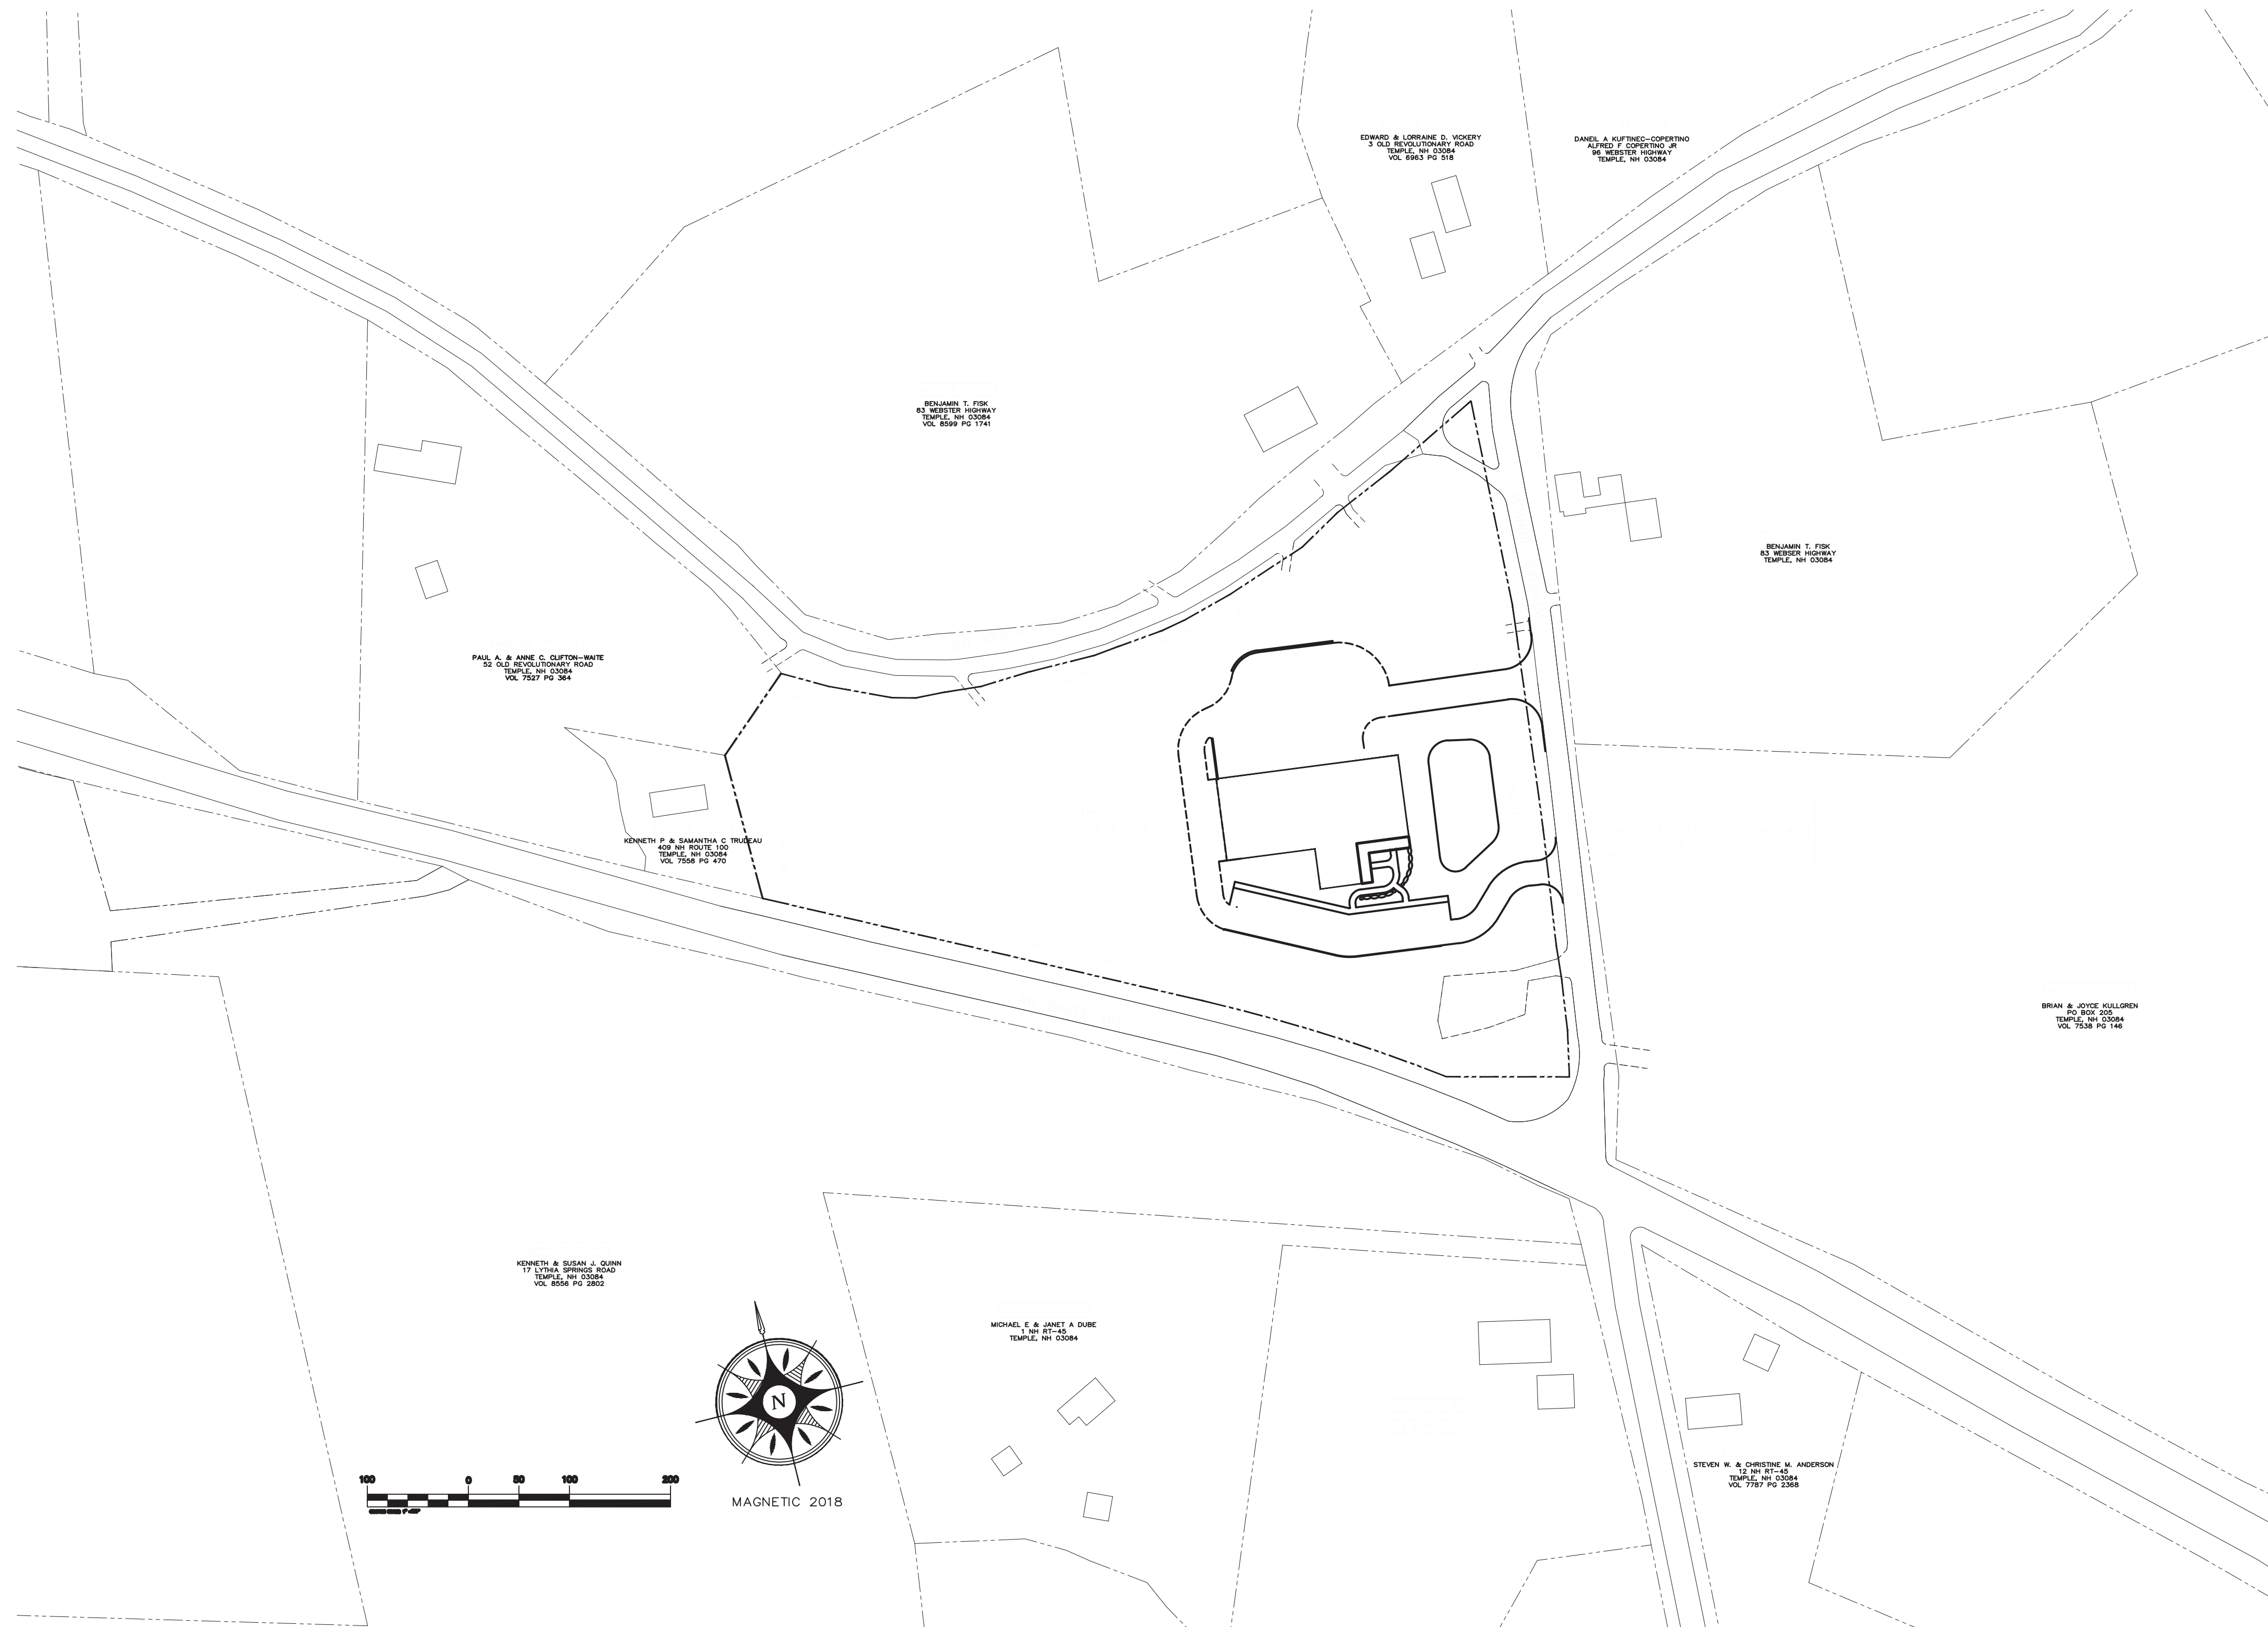 EDWARD & LORRAINE D. VICKERY
3 OLD REVOLUTIONARY ROAD
TEMPLE, NH 03084
VOL 6963 PG 518
DANEIL A KUFTINEC-COPERTINO
ALFRED F COPERTINO JR
96 WEBSTER HIGHWAY
TEMPLE, NH 03084
BENJAMIN T. FISK
83 WEBSTER HIGHWAY
TEMPLE, NH 03084
VOL 8599 PG 1741
BENJAMIN T. FISK
83 WEBSER HIGHWAY
TEMPLE, NH 03084
PAUL A. & ANNE C. CLIFTON-WAITE
52 OLD REVOLUTIONARY ROAD
TEMPLE, NH 03084
VOL 7527 PG 364
KENNETH P & SAMANTHA C TRUDEAU
409 NH ROUTE 100
TEMPLE, NH 03084
VOL 7558 PG 470
BRIAN & JOYCE KULLGREN
PO BOX 205
TEMPLE, NH 03084
VOL 7538 PG 146
KENNETH & SUSAN J. QUINN
17 LYTHIA SPRINGS ROAD
TEMPLE, NH 03084
VOL 8556 PG 2802
MICHAEL E & JANET A DUBE
1 NH RT-45
TEMPLE, NH 03084
N
MAGNETIC 2018
100 0 50 100 200
STEVEN W. & CHRISTINE M. ANDERSON
12 NH RT-45
TEMPLE, NH 03084
VOL 7787 PG 2368